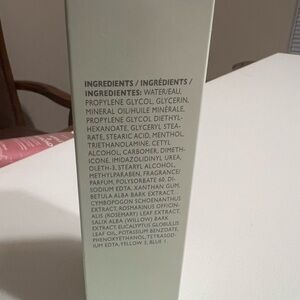 INGREDIENTS / INGRÉDIENTS /
INGREDIENTES: WATER/EAU,
PROPYLENE GLYCOL, GLYCERIN,
MINERAL OIL/HUILE MINÉRALE,
PROPYLENE GLYCOL DIETHYL-
HEXANOATE, GLYCERYL STEA-
RATE, STEARIC ACID, MENTHOL,
TRIETHANOLAMINE, CETYL
ALCOHOL, CARBOMER, DIMETH-
ICONE, IMIDAZOLIDINYL UREA,
OLETH-3, STEARYL ALCOHOL,
METHYLPARABEN, FRAGRANCE/
PARFUM, POLYSORBATE 60, DI-
SODIUM EDTA, XANTHAN GUM,
BETULA ALBA BARK EXTRACT,
CYMBOPOGON SCHOENANTHUS
EXTRACT, ROSMARINUS OFFICIN-
ALIS (ROSEMARY) LEAF EXTRACT,
SALIX ALBA (WILLOW) BARK
EXTRACT, EUCALYPTUS GLOBULUS
LEAF OIL, POTASSIUM BENZOATE,
PHENOXYETHANOL, TETRASOD-
IUM EDTA, YELLOW 5, BLUE 1